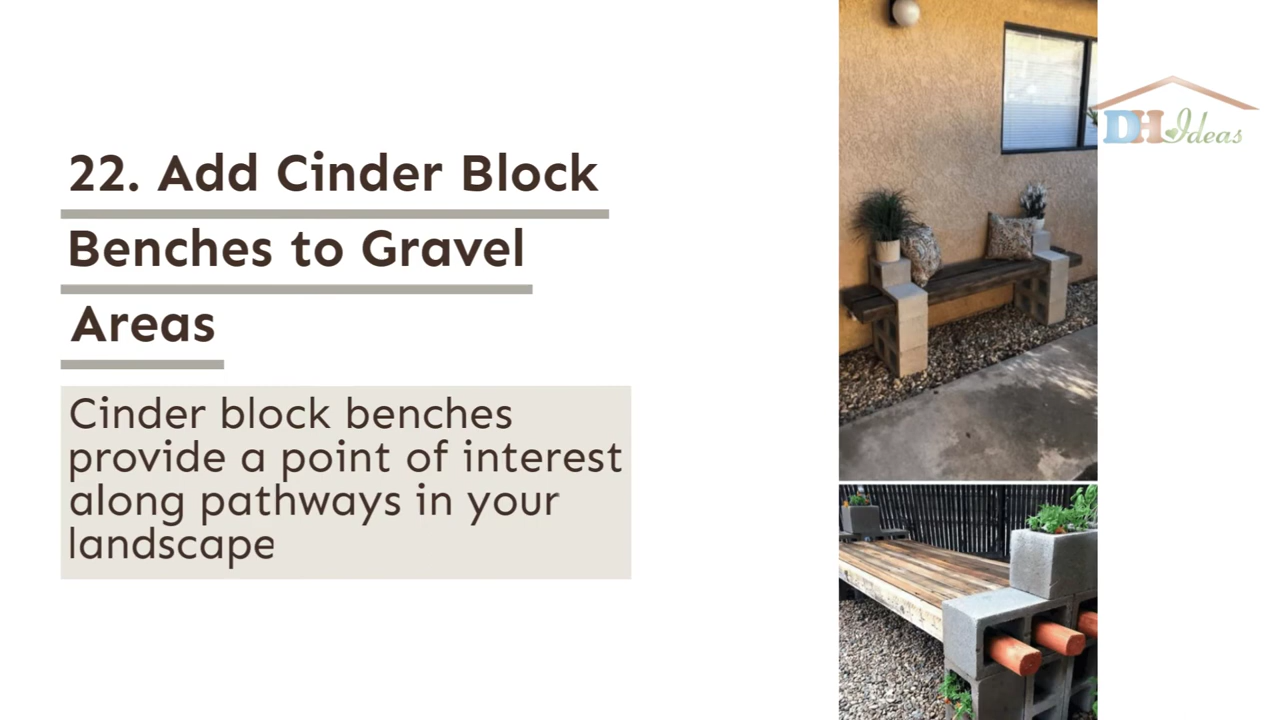 22. Add Cinder Block
Benches to Gravel
Areas
Cinder block benches
provide a point of interest
along pathways in your
landscape
DH Ideas